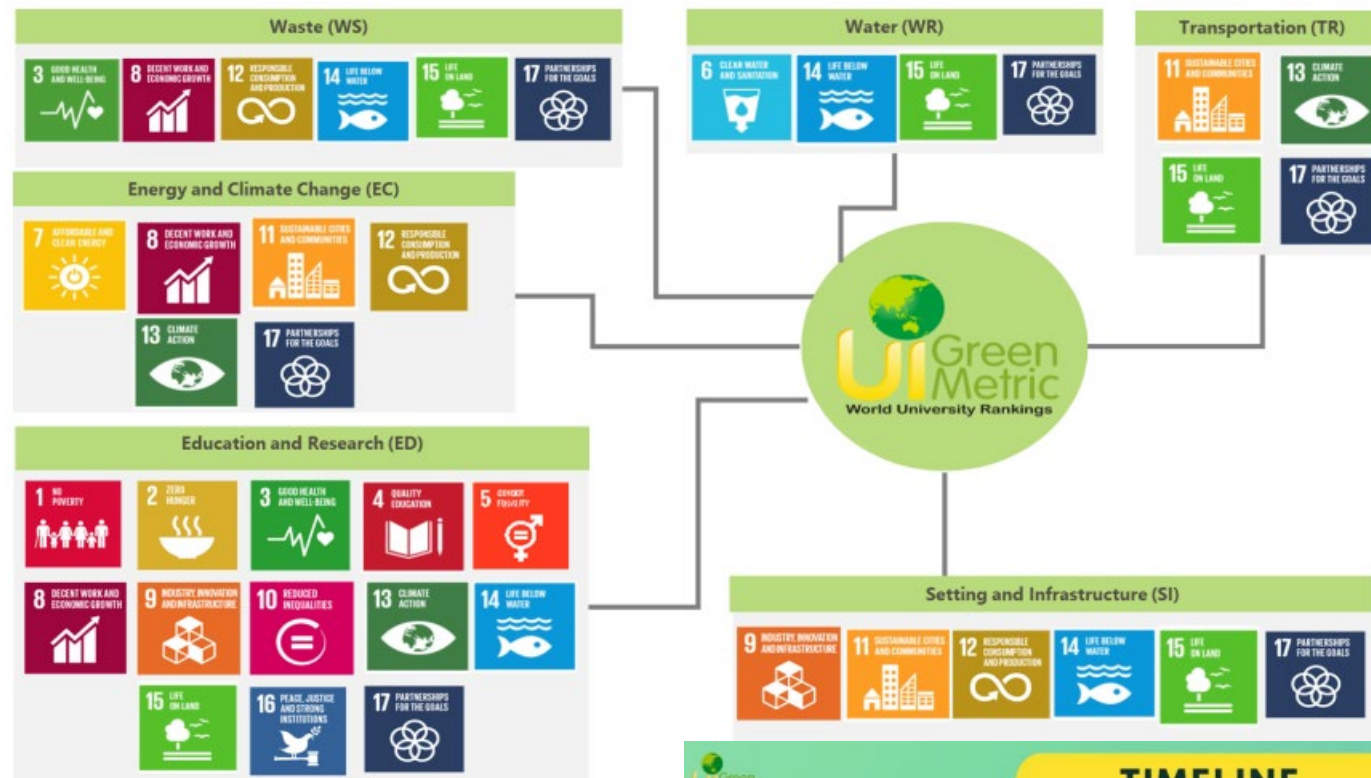 Waste (WS)
3 GOOD HEALTH
AND WELL-BEING
8 DECENT WORK AND
ECONOMIC GROWTH
12 RESPONSIBLE
CONSUMPTION
AND PRODUCTION
14 LIFE BELOW
WATER
15 LIFE
ON LAND
17 PARTNERSHIPS
FOR THE GOALS
Water (WR)
6 CLEAN WATER
AND SANITATION
14 LIFE BELOW
WATER
15 LIFE
ON LAND
17 PARTNERSHIPS
FOR THE GOALS
Transportation (TR)
11 SUSTAINABLE CITIES
AND COMMUNITIES
13 CLIMATE
ACTION
15 LIFE
ON LAND
17 PARTNERSHIPS
FOR THE GOALS
Energy and Climate Change (EC)
7 AFFORDABLE AND
CLEAN ENERGY
8 DECENT WORK AND
ECONOMIC GROWTH
11 SUSTAINABLE CITIES
AND COMMUNITIES
12 RESPONSIBLE
CONSUMPTION
AND PRODUCTION
13 CLIMATE
ACTION
17 PARTNERSHIPS
FOR THE GOALS
UI Green
Metric
World University Rankings
Education and Research (ED)
1 NO
POVERTY
2 ZERO
HUNGER
3 GOOD HEALTH
AND WELL-BEING
4 QUALITY
EDUCATION
5 GENDER
EQUALITY
8 DECENT WORK AND
ECONOMIC GROWTH
9 INDUSTRY, INNOVATION
AND INFRASTRUCTURE
10 REDUCED
INEQUALITIES
13 CLIMATE
ACTION
14 LIFE BELOW
WATER
15 LIFE
ON LAND
16 PEACE, JUSTICE
AND STRONG
INSTITUTIONS
17 PARTNERSHIPS
FOR THE GOALS
Setting and Infrastructure (SI)
9 INDUSTRY, INNOVATION
AND INFRASTRUCTURE
11 SUSTAINABLE CITIES
AND COMMUNITIES
12 RESPONSIBLE
CONSUMPTION
AND PRODUCTION
14 LIFE BELOW
WATER
15 LIFE
ON LAND
17 PARTNERSHIPS
FOR THE GOALS
Green
TIMELINE